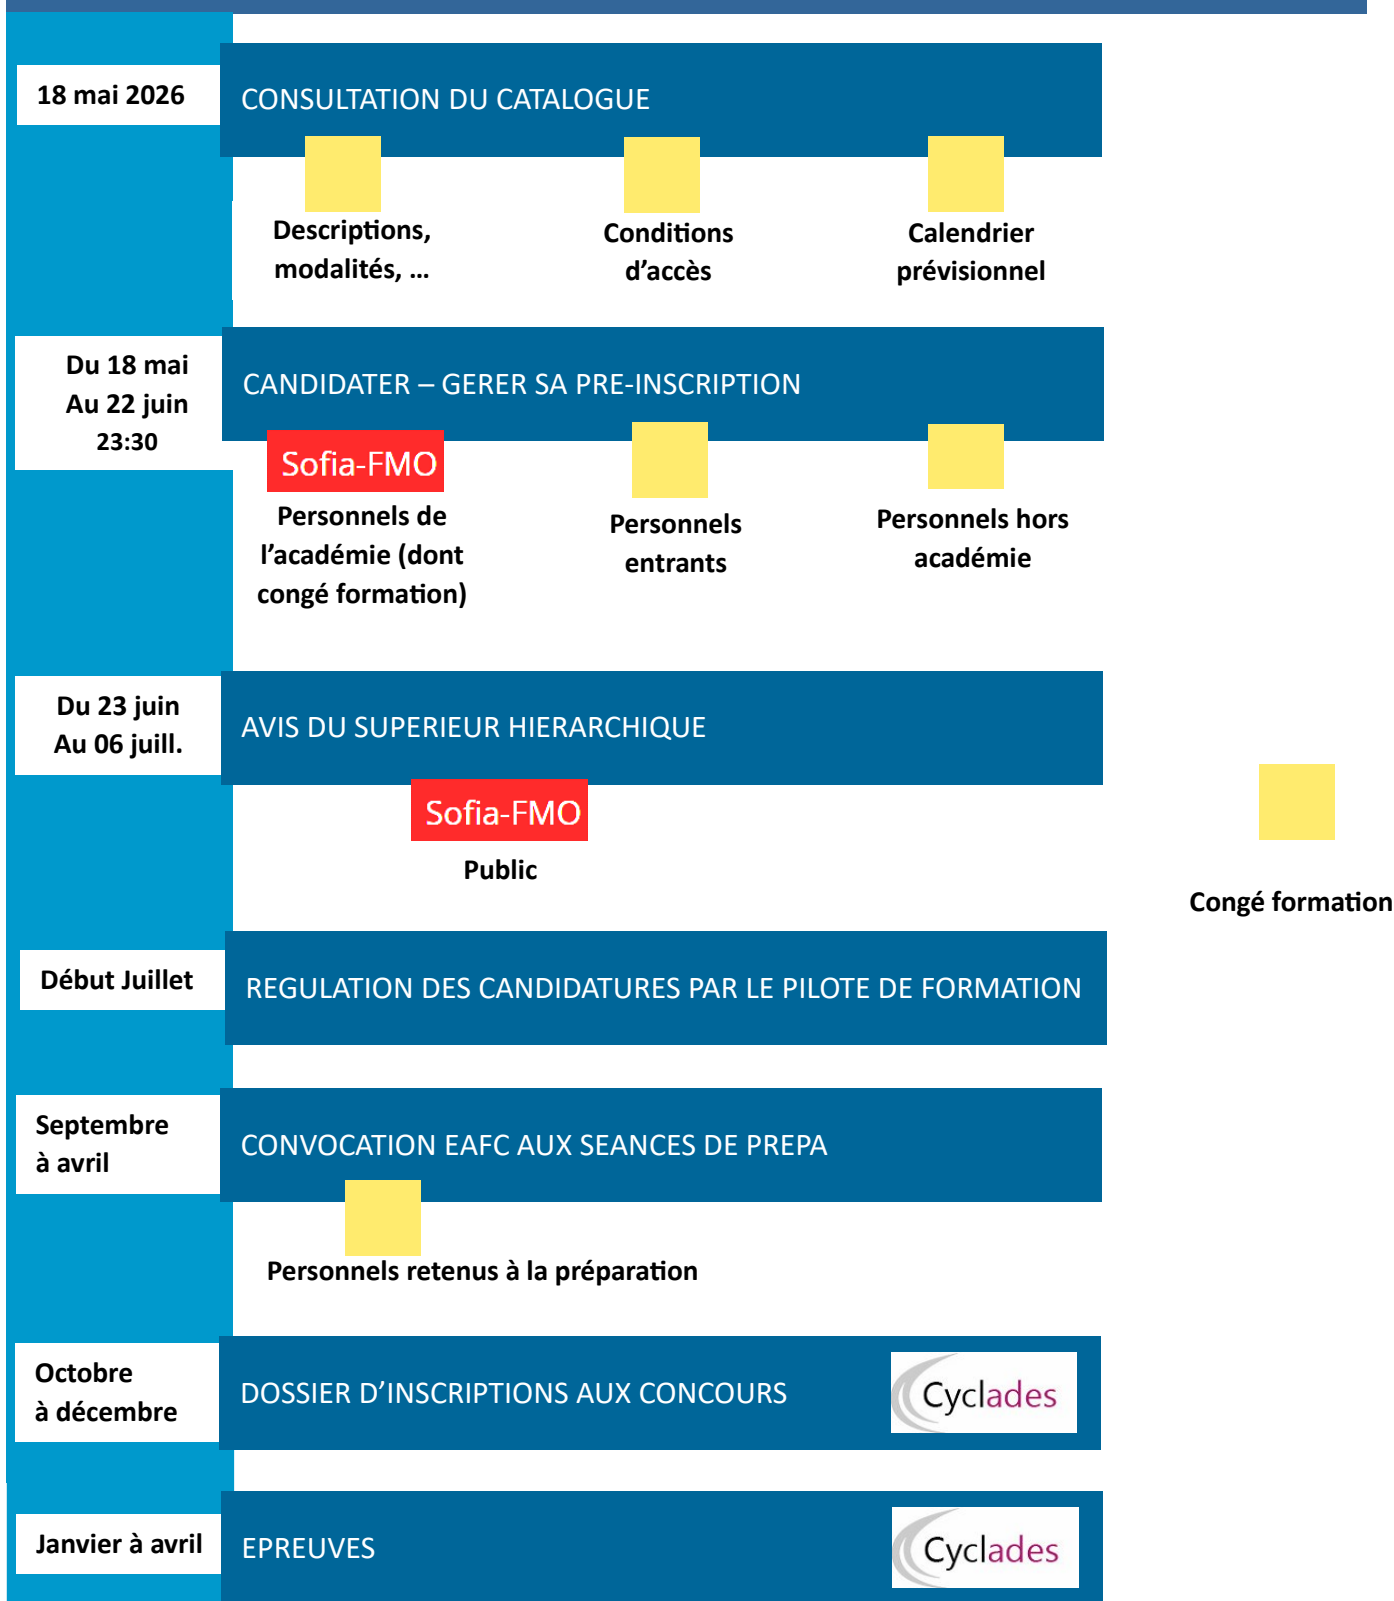 18 mai 2026
CONSULTATION DU CATALOGUE
Descriptions,
modalités, ...
Conditions
d'accès
Calendrier
prévisionnel
Du 18 mai
Au 22 juin
23:30
CANDIDATER – GERER SA PRE-INSCRIPTION
Sofia-FMO
Personnels de
l'académie (dont
congé formation)
Personnels
entrants
Personnels hors
académie
Du 23 juin
Au 06 juill.
AVIS DU SUPERIEUR HIERARCHIQUE
Sofia-FMO
Public
Congé formation
Début Juillet
REGULATION DES CANDIDATURES PAR LE PILOTE DE FORMATION
Septembre
à avril
CONVOCATION EAFC AUX SEANCES DE PREPA
Personnels retenus à la préparation
Octobre
à décembre
DOSSIER D'INSCRIPTIONS AUX CONCOURS
Cyclades
Janvier à avril
EPREUVES
Cyclades